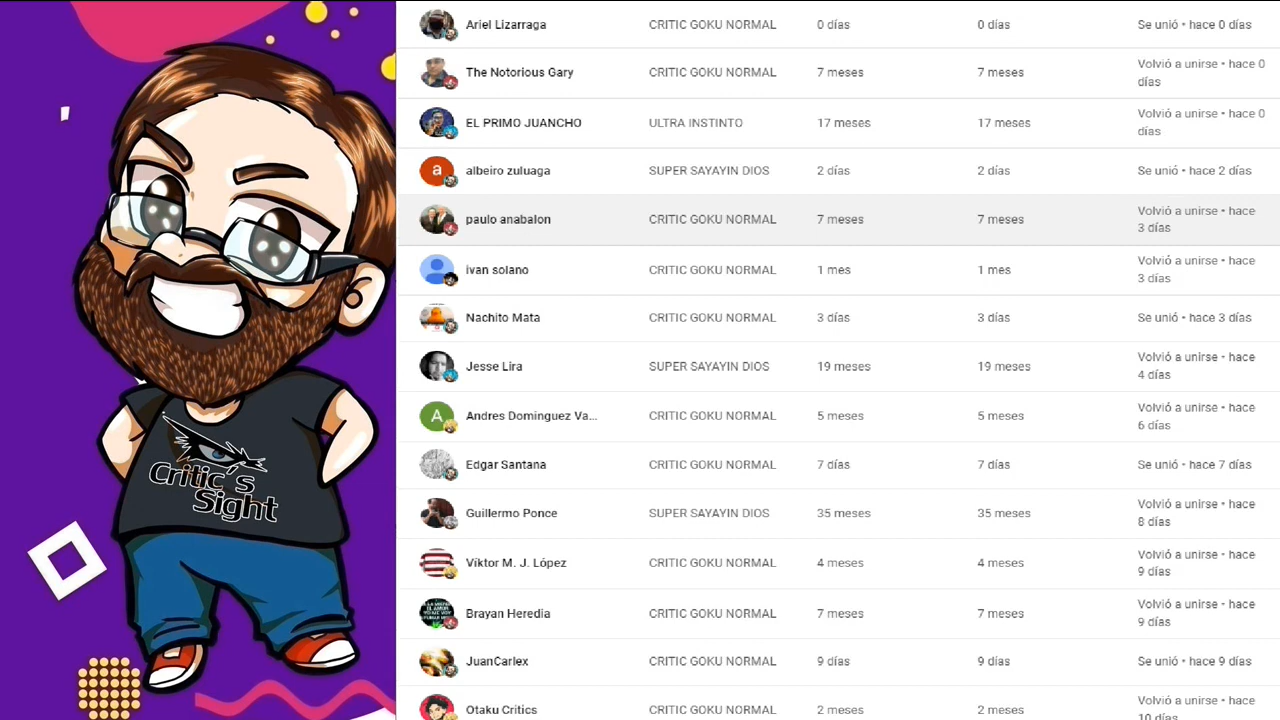 Critic's
Sight
Ariel Lizarraga CRITIC GOKU NORMAL 0 días 0 días Se unió • hace 0 días
The Notorious Gary CRITIC GOKU NORMAL 7 meses 7 meses Volvió a unirse • hace 0
días
EL PRIMO JUANCHO ULTRA INSTINTO 17 meses 17 meses Volvió a unirse • hace 0
días
a albeiro zuluaga SUPER SAYAYIN DIOS 2 días 2 días Se unió • hace 2 días
paulo anabalon CRITIC GOKU NORMAL 7 meses 7 meses Volvió a unirse • hace
3 días
ivan solano CRITIC GOKU NORMAL 1 mes 1 mes Volvió a unirse • hace
3 días
Nachito Mata CRITIC GOKU NORMAL 3 días 3 días Se unió • hace 3 días
Jesse Lira SUPER SAYAYIN DIOS 19 meses 19 meses Volvió a unirse • hace
4 días
A Andres Dominguez Va... CRITIC GOKU NORMAL 5 meses 5 meses Volvió a unirse • hace
6 días
Edgar Santana CRITIC GOKU NORMAL 7 días 7 días Se unió • hace 7 días
Guillermo Ponce SUPER SAYAYIN DIOS 35 meses 35 meses Volvió a unirse • hace
8 días
Viktor M. J. López CRITIC GOKU NORMAL 4 meses 4 meses Volvió a unirse • hace
9 días
Brayan Heredia CRITIC GOKU NORMAL 7 meses 7 meses Volvió a unirse • hace
9 días
JuanCarlex CRITIC GOKU NORMAL 9 días 9 días Se unió • hace 9 días
Otaku Critics CRITIC GOKU NORMAL 2 meses 2 meses Volvió a unirse • hace
10 días